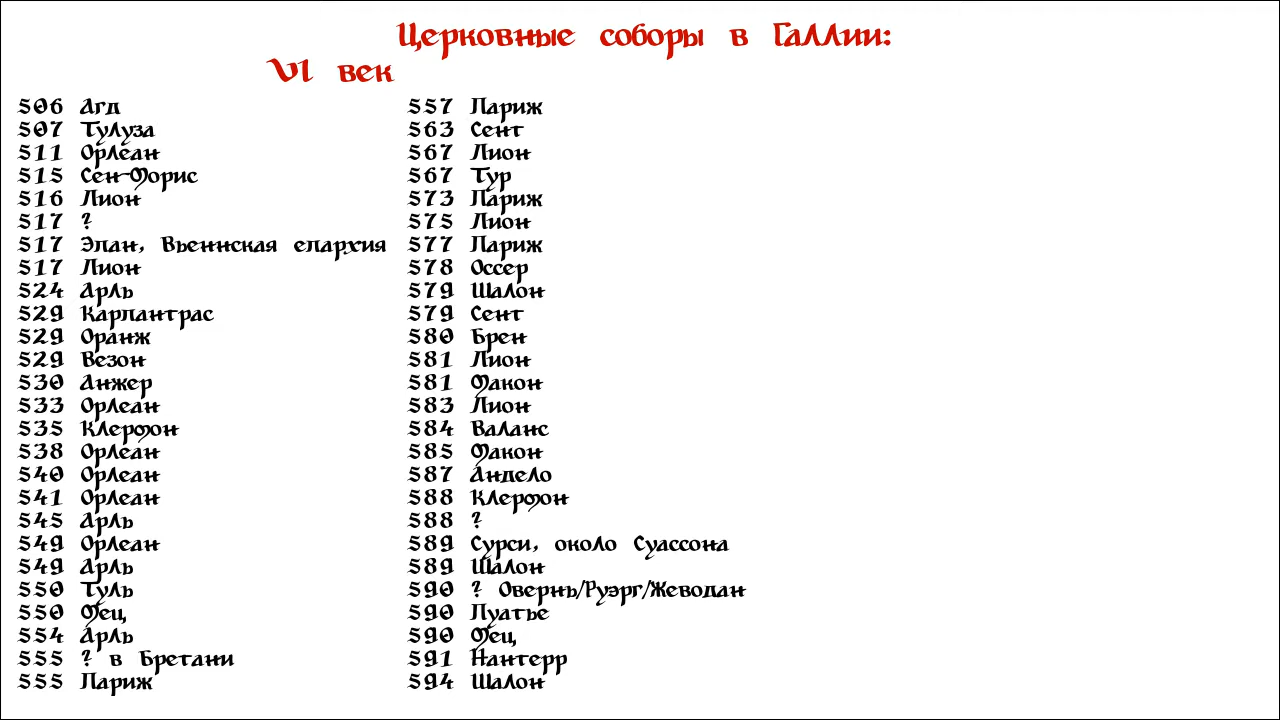 Церковные соборы в Галлии:
VI век
506 Агд
507 Тулуза
511 Орлеан
515 Сен-Морис
516 Лион
517 ?
517 Эпан, Вьеннская епархия
517 Лион
524 Арль
529 Карпантрас
529 Оранж
529 Везон
530 Анжер
533 Орлеан
535 Клермон
538 Орлеан
540 Орлеан
541 Орлеан
545 Арль
549 Орлеан
549 Арль
550 Туль
550 Мец
554 Арль
555 ? в Бретани
555 Париж
557 Париж
563 Сент
567 Лион
567 Тур
573 Париж
575 Лион
577 Париж
578 Оссер
579 Шалон
579 Сент
580 Брен
581 Лион
581 Макон
583 Лион
584 Валанс
585 Макон
587 Андело
588 Клермон
588 ?
589 Сурси, около Суассона
589 Шалон
590 ? Овернь/Руэрг/Жеводан
590 Пуатье
590 Мец
591 Нантерр
594 Шалон